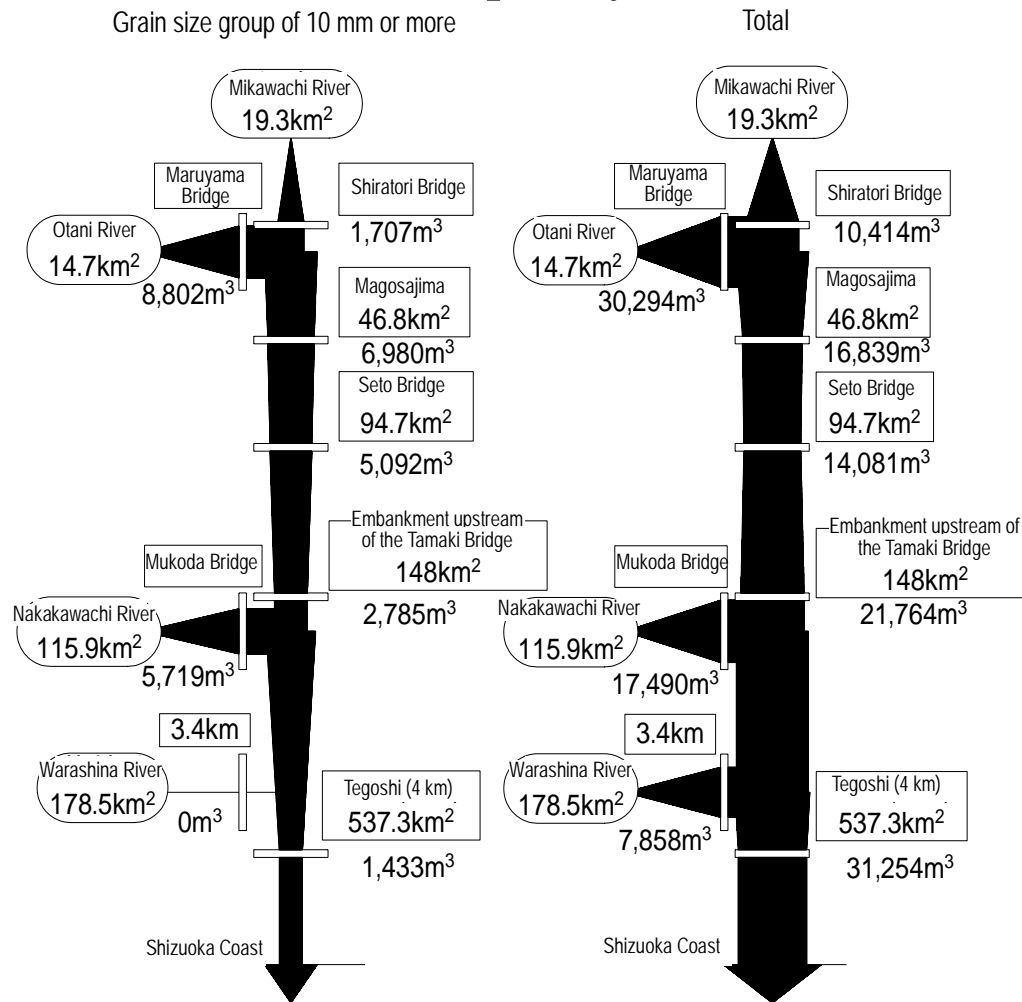 Grain size group of 10 mm or more
Mikawachi River
19.3km²
Maruyama
Bridge
Shiratori Bridge
1,707m³
Otani River
14.7km²
8,802m³
Magosajima
46.8km²
6,980m³
Seto Bridge
94.7km²
5,092m³
Embankment upstream
of the Tamaki Bridge
148km²
2,785m³
Mukoda Bridge
Nakakawachi River
115.9km²
5,719m³
3.4km
Warashina River
178.5km²
0m³
Tegoshi (4 km)
537.3km²
1,433m³
Shizuoka Coast
Total
Mikawachi River
19.3km²
Maruyama
Bridge
Shiratori Bridge
10,414m³
Otani River
14.7km²
30,294m³
Magosajima
46.8km²
16,839m³
Seto Bridge
94.7km²
14,081m³
Embankment upstream of
the Tamaki Bridge
148km²
21,764m³
Mukoda Bridge
Nakakawachi River
115.9km²
17,490m³
3.4km
Warashina River
178.5km²
7,858m³
Tegoshi (4 km)
537.3km²
31,254m³
Shizuoka Coast